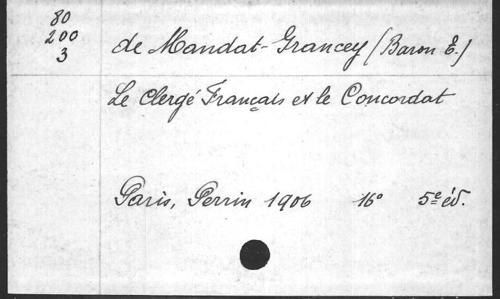 80
200
3
de Mandat-Grancey (Baron E.)
Le Clergé Français et le Concordat
Paris, Perrin 1906 16° 5e éd.